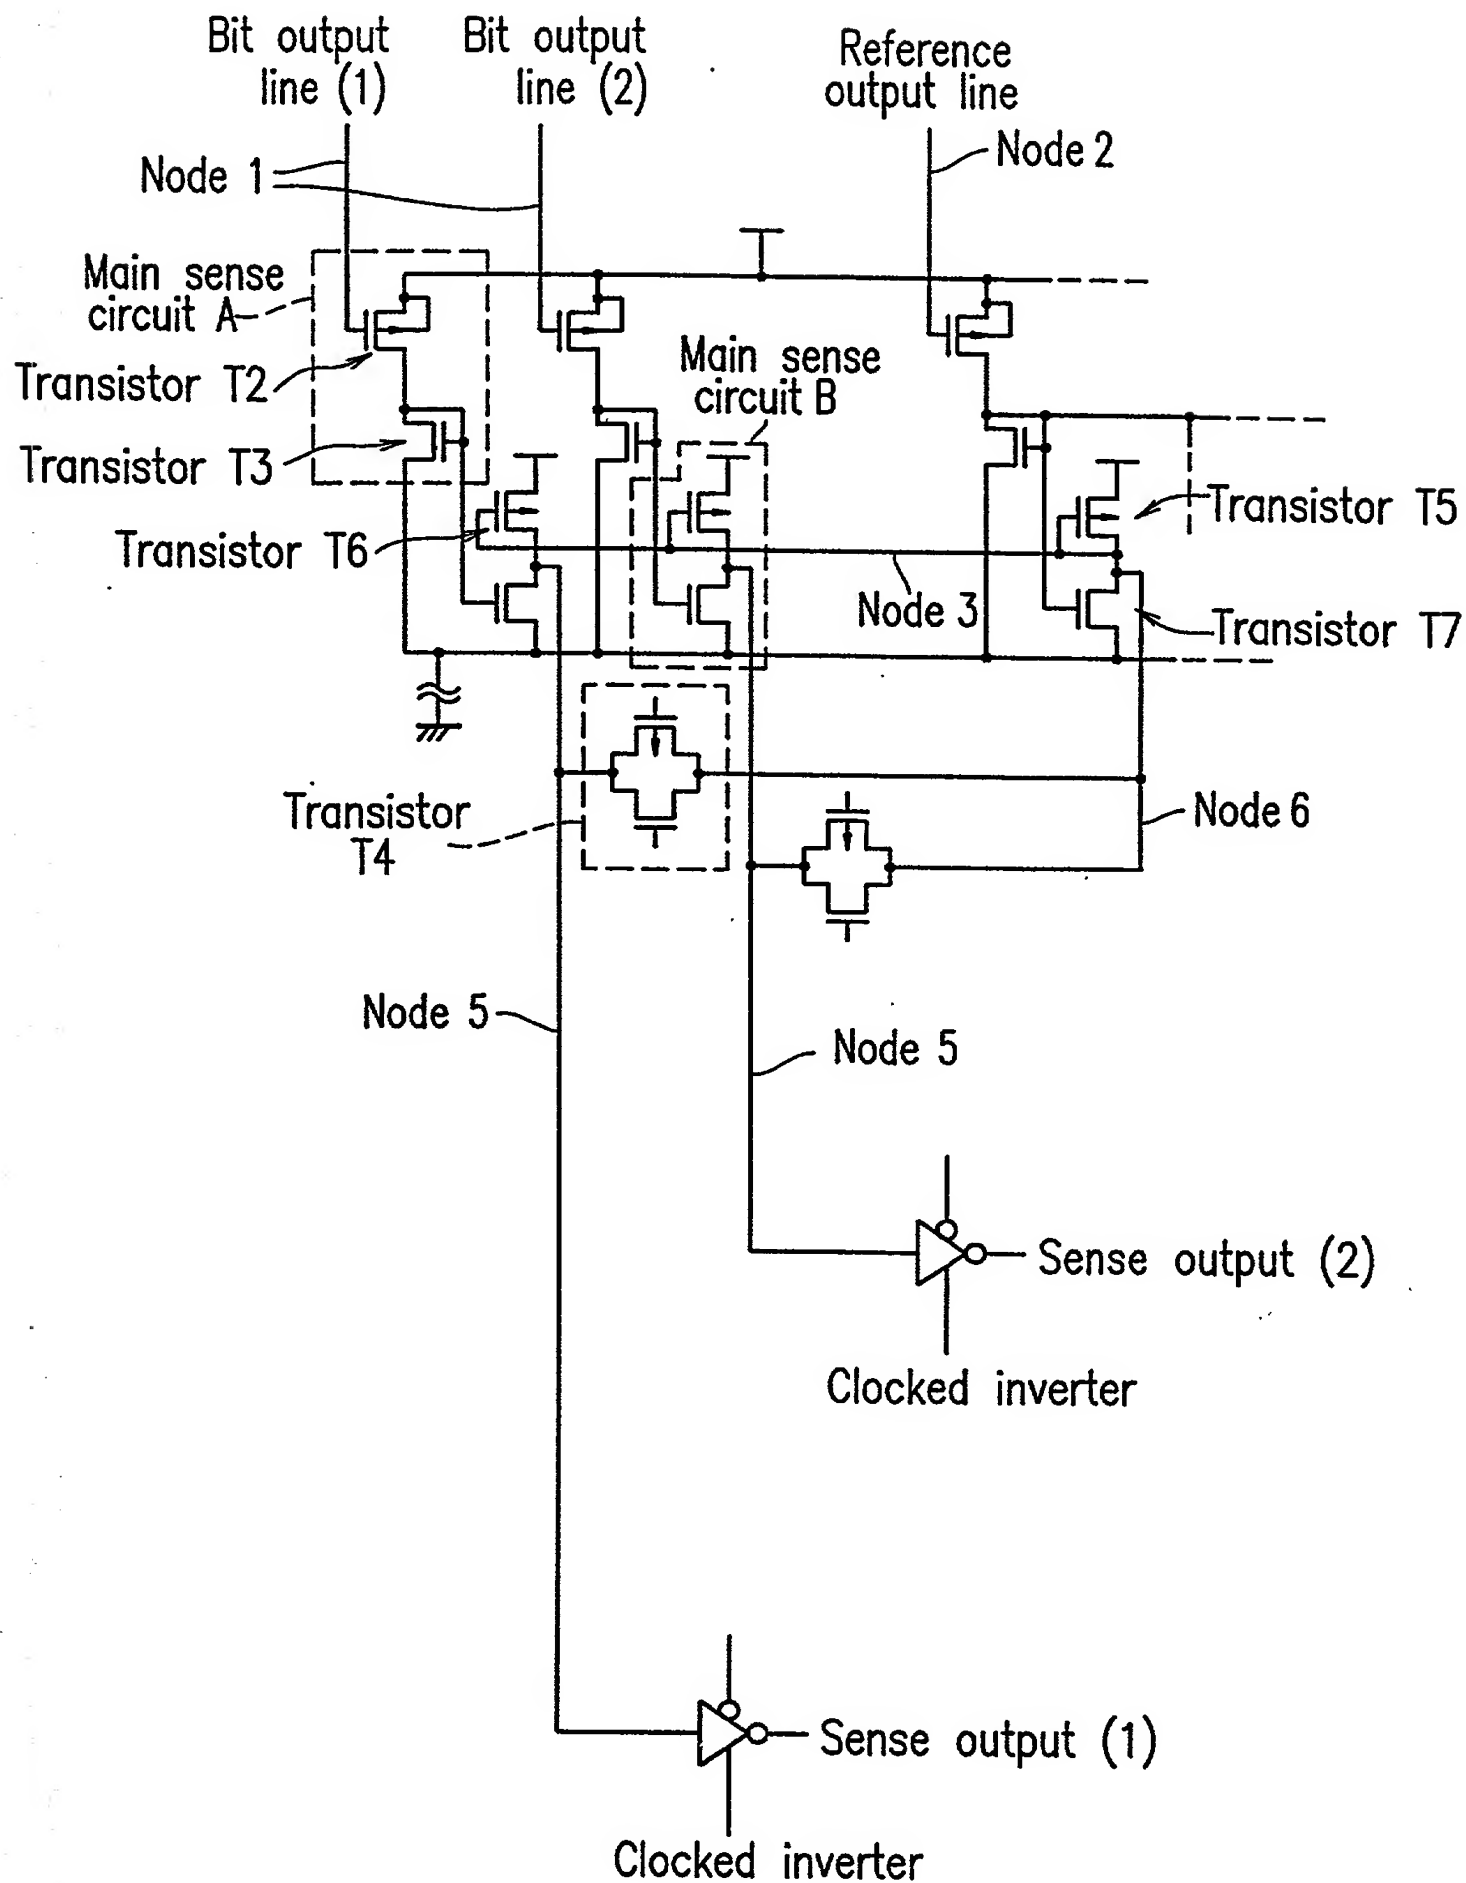 Bit output
line (1)
Bit output
line (2)
Reference
output line
Node 1
Node 2
Main sense
circuit A
Transistor T2
Main sense
circuit B
Transistor T3
Transistor T5
Transistor T6
Node 3
Transistor T7
Transistor
T4
Node 6
Node 5
Node 5
Sense output (2)
Clocked inverter
Sense output (1)
Clocked inverter